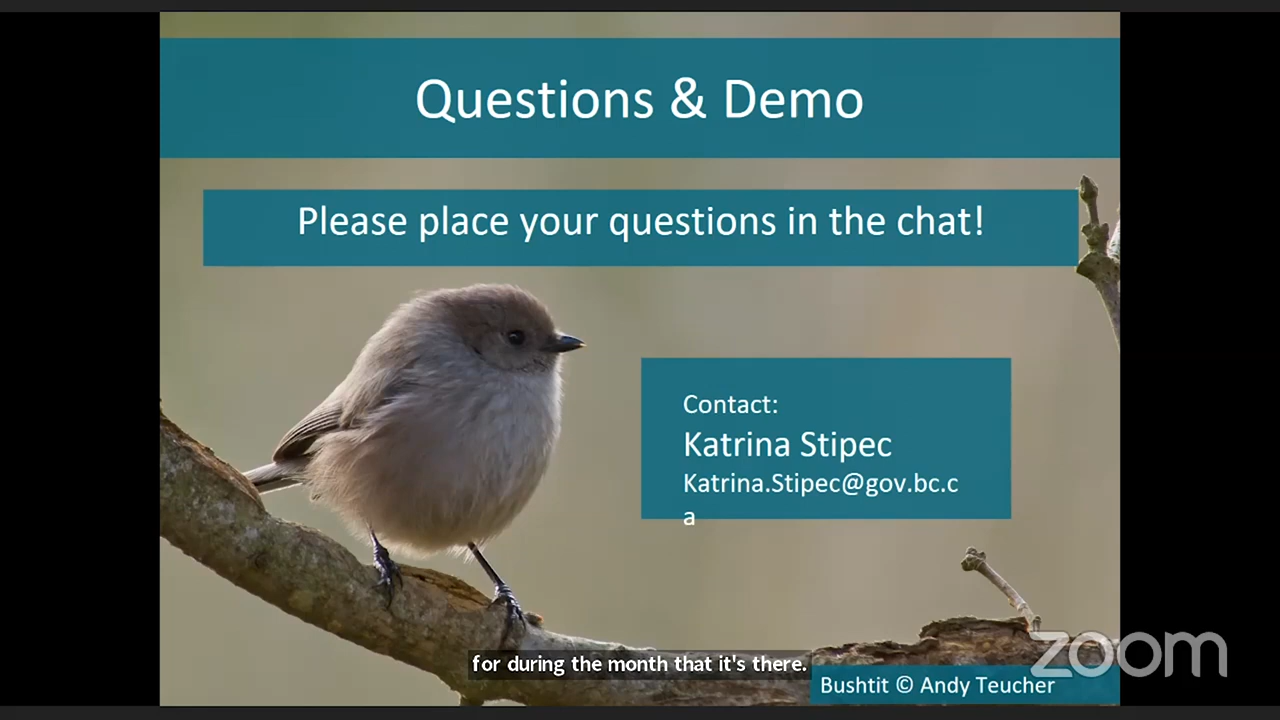 Questions & Demo
Please place your questions in the chat!
Contact:
Katrina Stipec
Katrina.Stipec@gov.bc.c
a
for during the month that it's there.
zoom
Bushtit © Andy Teucher